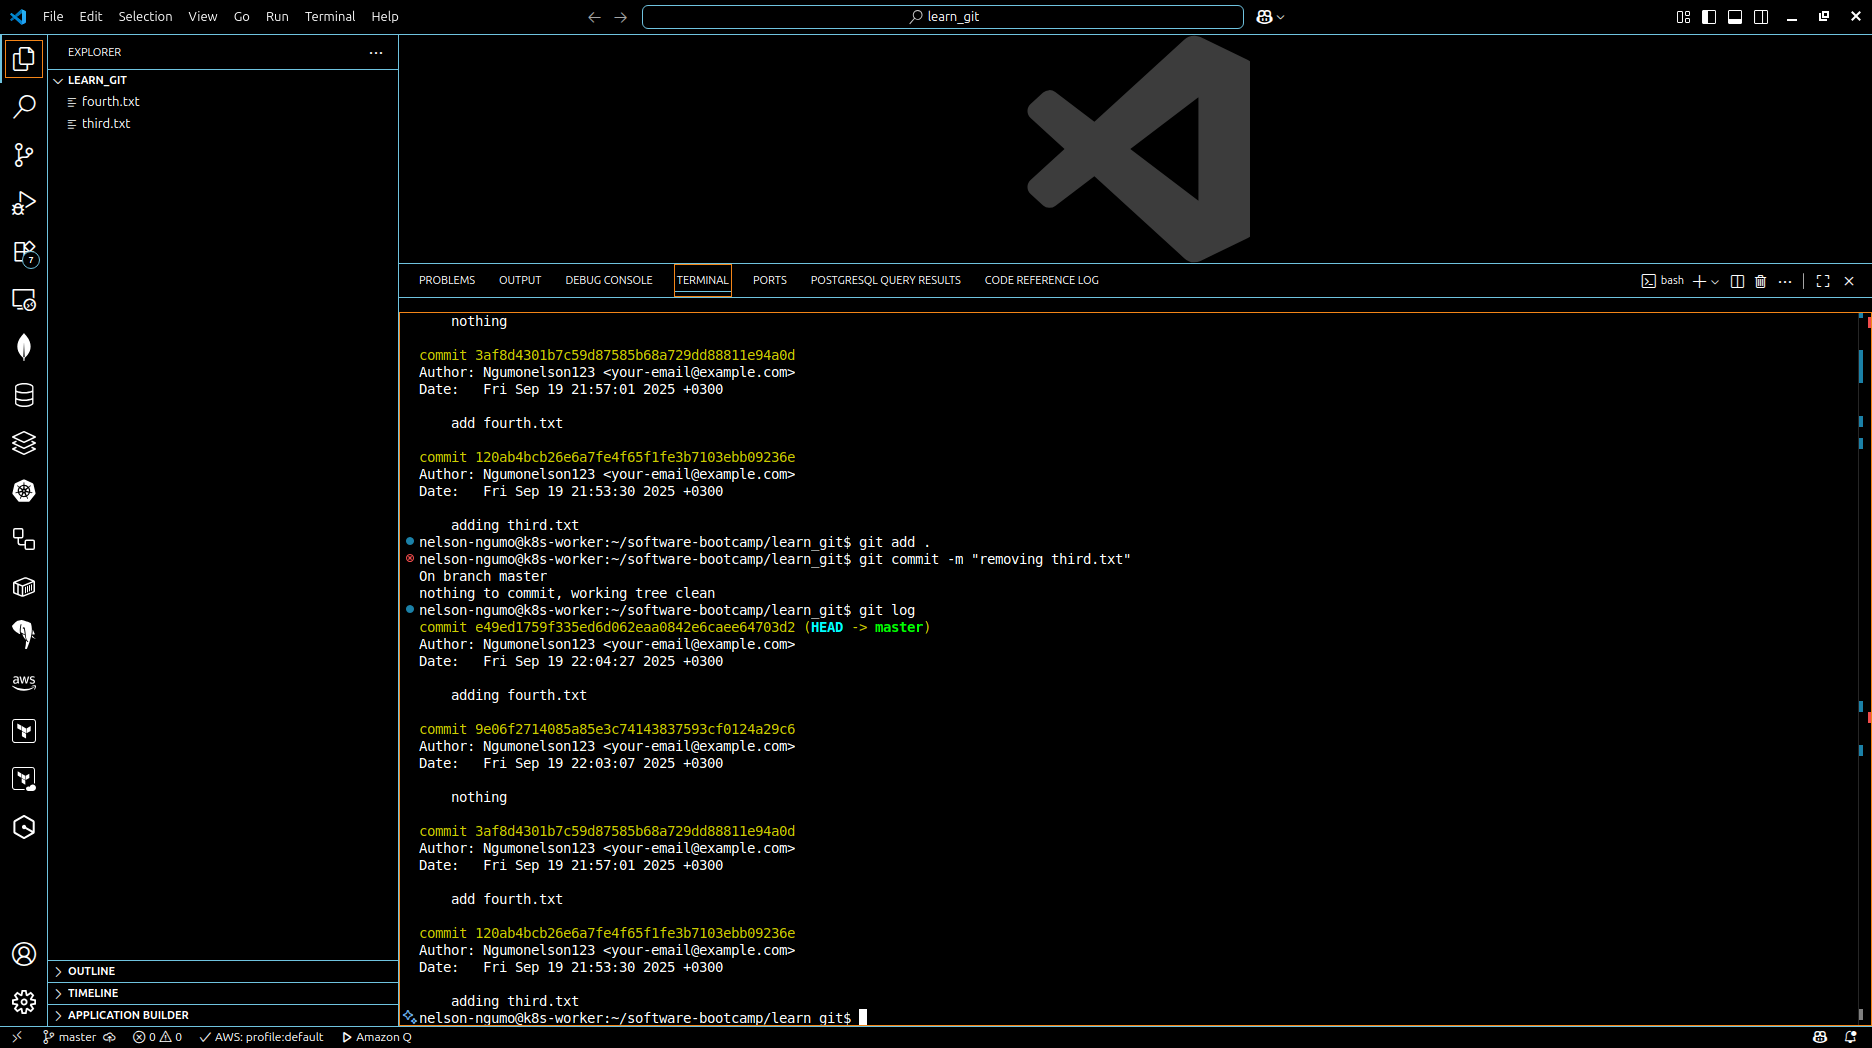 File Edit Selection View Go Run Terminal Help
learn_git
EXPLORER
LEARN_GIT
fourth.txt
third.txt
7
aws
OUTLINE
TIMELINE
APPLICATION BUILDER
PROBLEMS OUTPUT DEBUG CONSOLE TERMINAL PORTS POSTGRESQL QUERY RESULTS CODE REFERENCE LOG
bash
nothing
commit 3af8d4301b7c59d87585b68a729dd88811e94a0d
Author: Ngumonelson123 <your-email@example.com>
Date:   Fri Sep 19 21:57:01 2025 +0300
add fourth.txt
commit 120ab4bcb26e6a7fe4f65f1fe3b7103ebb09236e
Author: Ngumonelson123 <your-email@example.com>
Date:   Fri Sep 19 21:53:30 2025 +0300
adding third.txt
nelson-ngumo@k8s-worker:~/software-bootcamp/learn_git$ git add .
nelson-ngumo@k8s-worker:~/software-bootcamp/learn_git$ git commit -m "removing third.txt"
On branch master
nothing to commit, working tree clean
nelson-ngumo@k8s-worker:~/software-bootcamp/learn_git$ git log
commit e49ed1759f335ed6d062eaa0842e6caee64703d2 (HEAD -> master)
Author: Ngumonelson123 <your-email@example.com>
Date:   Fri Sep 19 22:04:27 2025 +0300
adding fourth.txt
commit 9e06f2714085a85e3c74143837593cf0124a29c6
Author: Ngumonelson123 <your-email@example.com>
Date:   Fri Sep 19 22:03:07 2025 +0300
nothing
commit 3af8d4301b7c59d87585b68a729dd88811e94a0d
Author: Ngumonelson123 <your-email@example.com>
Date:   Fri Sep 19 21:57:01 2025 +0300
add fourth.txt
commit 120ab4bcb26e6a7fe4f65f1fe3b7103ebb09236e
Author: Ngumonelson123 <your-email@example.com>
Date:   Fri Sep 19 21:53:30 2025 +0300
adding third.txt
nelson-ngumo@k8s-worker:~/software-bootcamp/learn_git$
master 0 0 AWS: profile:default Amazon Q